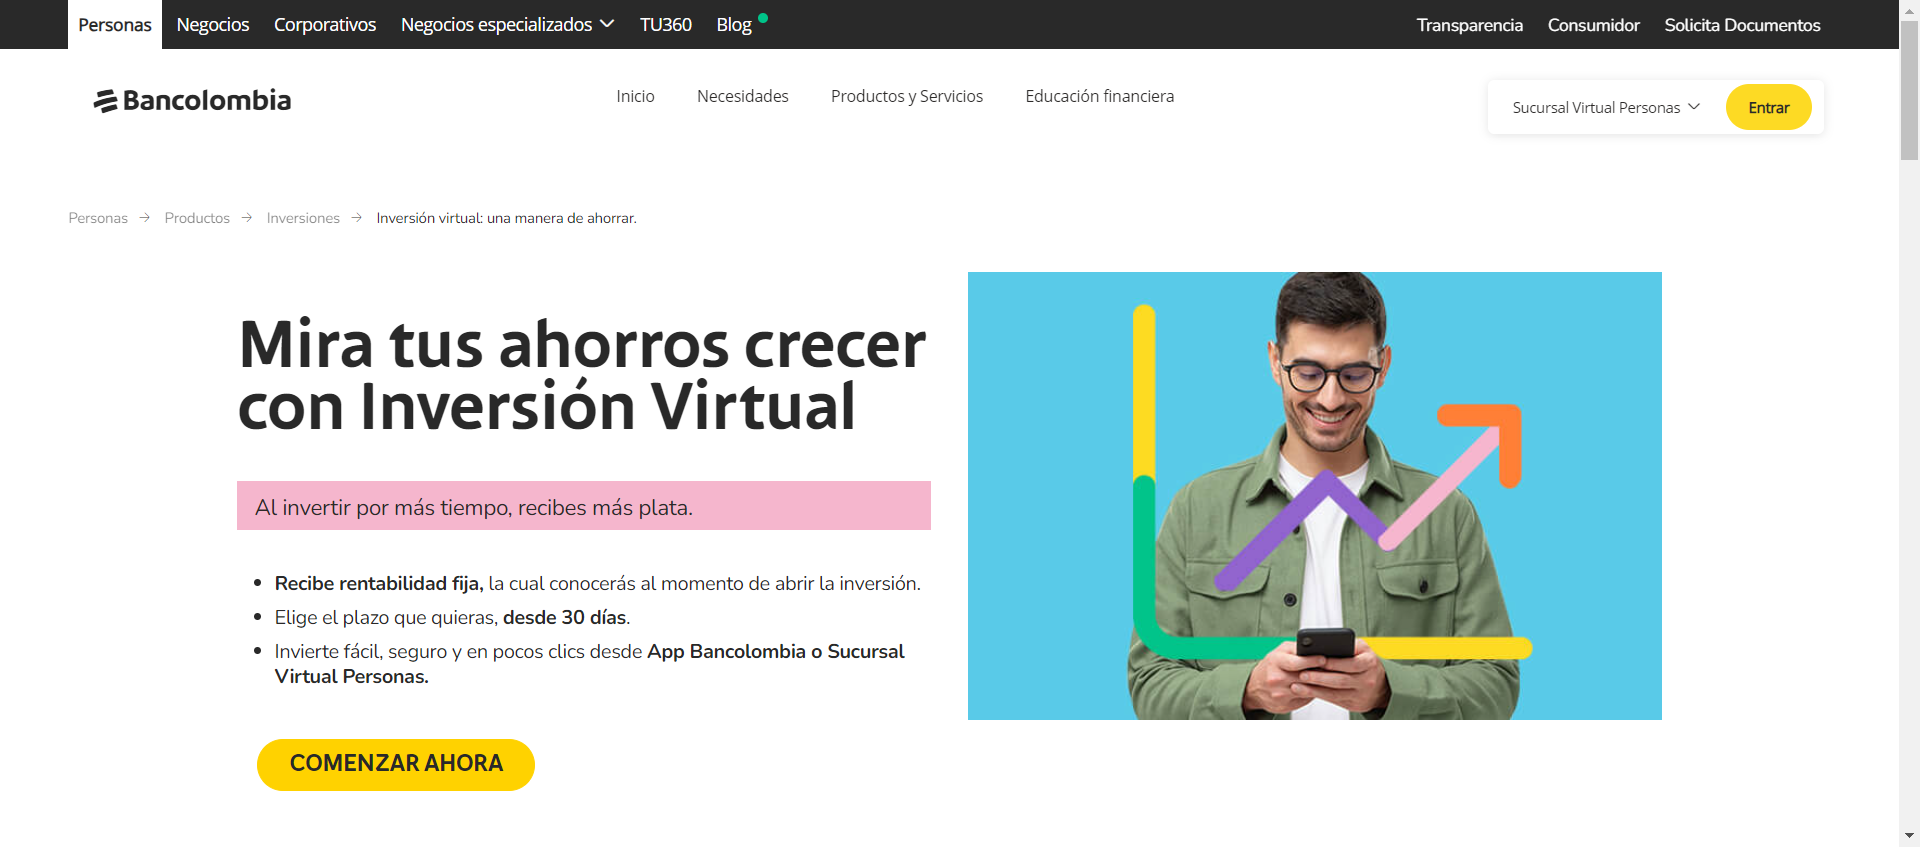 Personas Negocios Corporativos Negocios especializados TU360 Blog Transparencia Consumidor Solicita Documentos
Bancolombia Inicio Necesidades Productos y Servicios Educación financiera Sucursal Virtual Personas Entrar
Personas → Productos → Inversiones → Inversión virtual: una manera de ahorrar.
Mira tus ahorros crecer
con Inversión Virtual
Al invertir por más tiempo, recibes más plata.
• Recibe rentabilidad fija, la cual conocerás al momento de abrir la inversión.
• Elige el plazo que quieras, desde 30 días.
• Invierte fácil, seguro y en pocos clics desde App Bancolombia o Sucursal
Virtual Personas.
COMENZAR AHORA